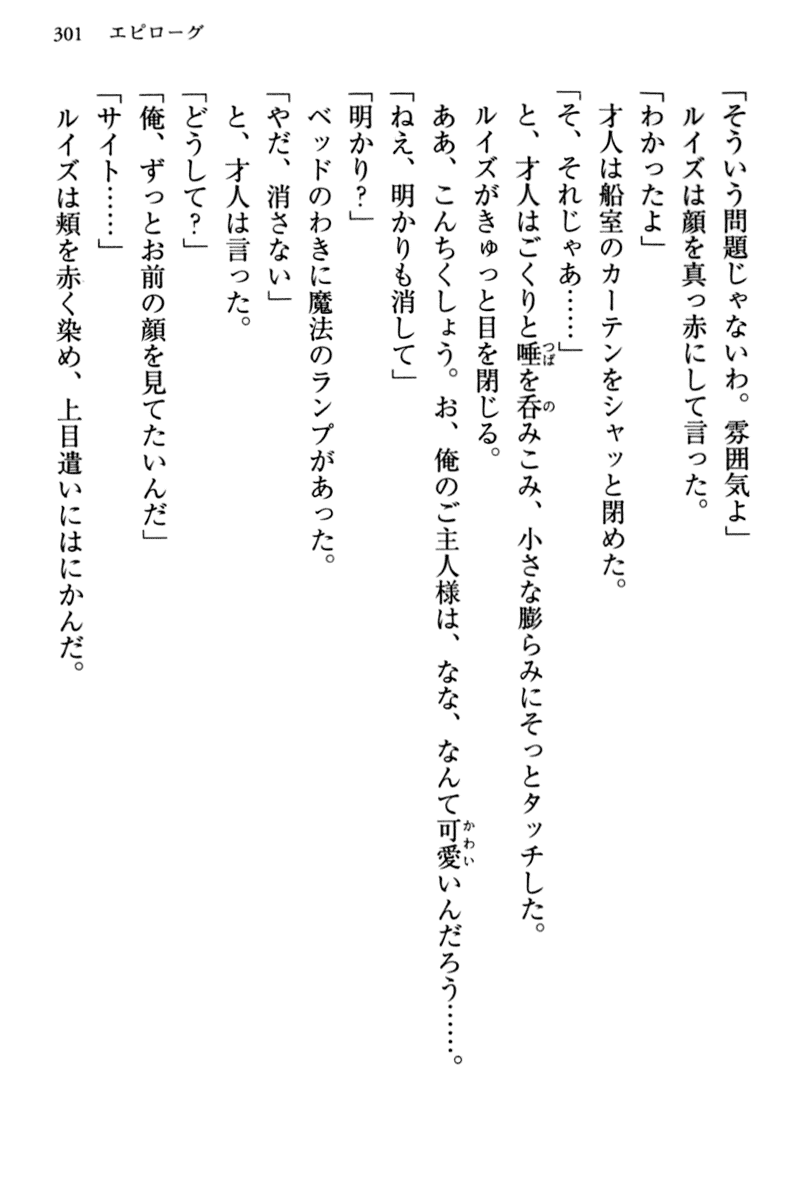 301 エピローグ
「そういう問題じゃないわ。雰囲気よ」
ルイズは顔を真っ赤にして言った。
「わかったよ」
才人は船室のカーテンをシャッと閉めた。
「そ、それじゃあ……」
と、才人はごくりと唾を呑みこみ、小さな膨らみにそっとタッチした。
ルイズがきゅっと目を閉じる。
ああ、こんちくしょう。お、俺のご主人様は、なな、なんて可愛いんだろう……。
「ねえ、明かりも消して」
「明かり？」
ベッドのわきに魔法のランプがあった。
「やだ、消さない」
と、才人は言った。
「どうして？」
「俺、ずっとお前の顔を見てたいんだ」
「サイト……」
ルイズは頬を赤く染め、上目遣いにはにかんだ。